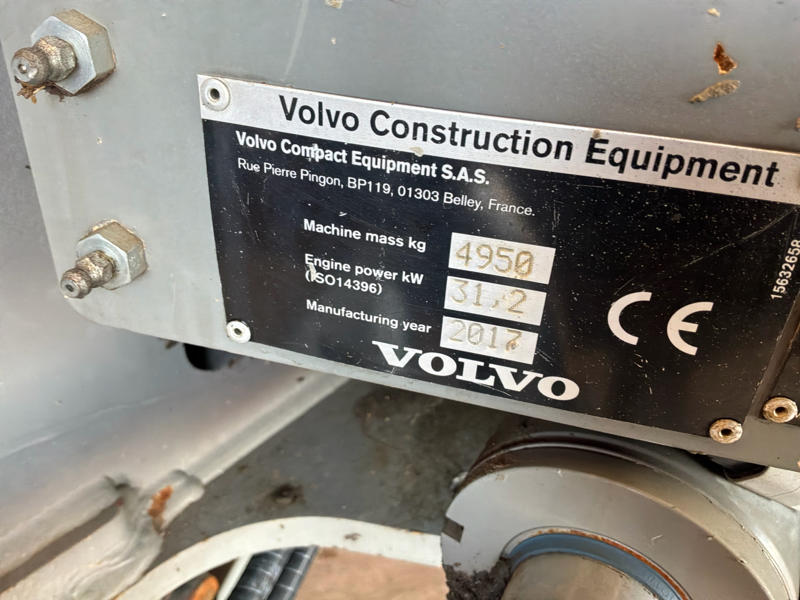 Volvo Construction Equipment
Volvo Compact Equipment S.A.S.
Rue Pierre Pingon, BP119, 01303 Belley, France.
Machine mass kg 4950
Engine power kW 31,2
(ISO14396)
Manufacturing year 2017
CE
VOLVO
15632658